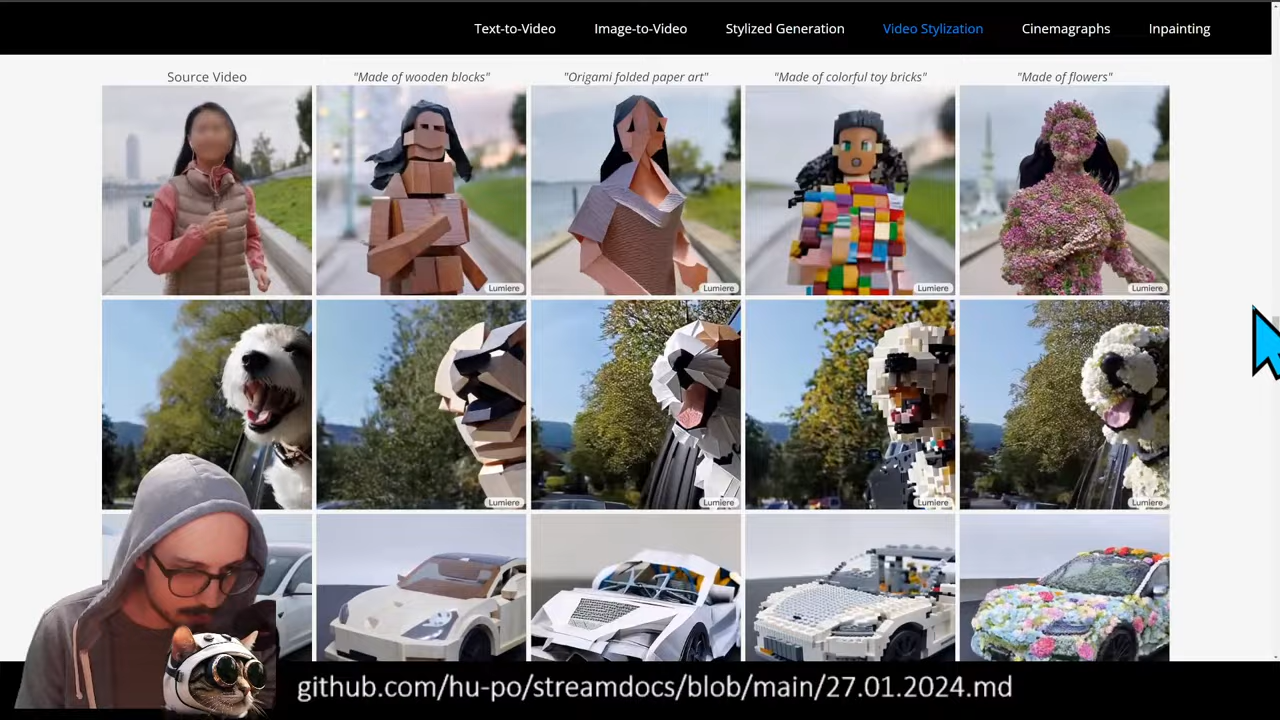 Text-to-Video Image-to-Video Stylized Generation Video Stylization Cinemagraphs Inpainting
Source Video "Made of wooden blocks" "Origami folded paper art" "Made of colorful toy bricks" "Made of flowers"
Lumiere Lumiere Lumiere Lumiere
Lumiere Lumiere Lumiere Lumiere
github.com/hu-po/streamdocs/blob/main/27.01.2024.md